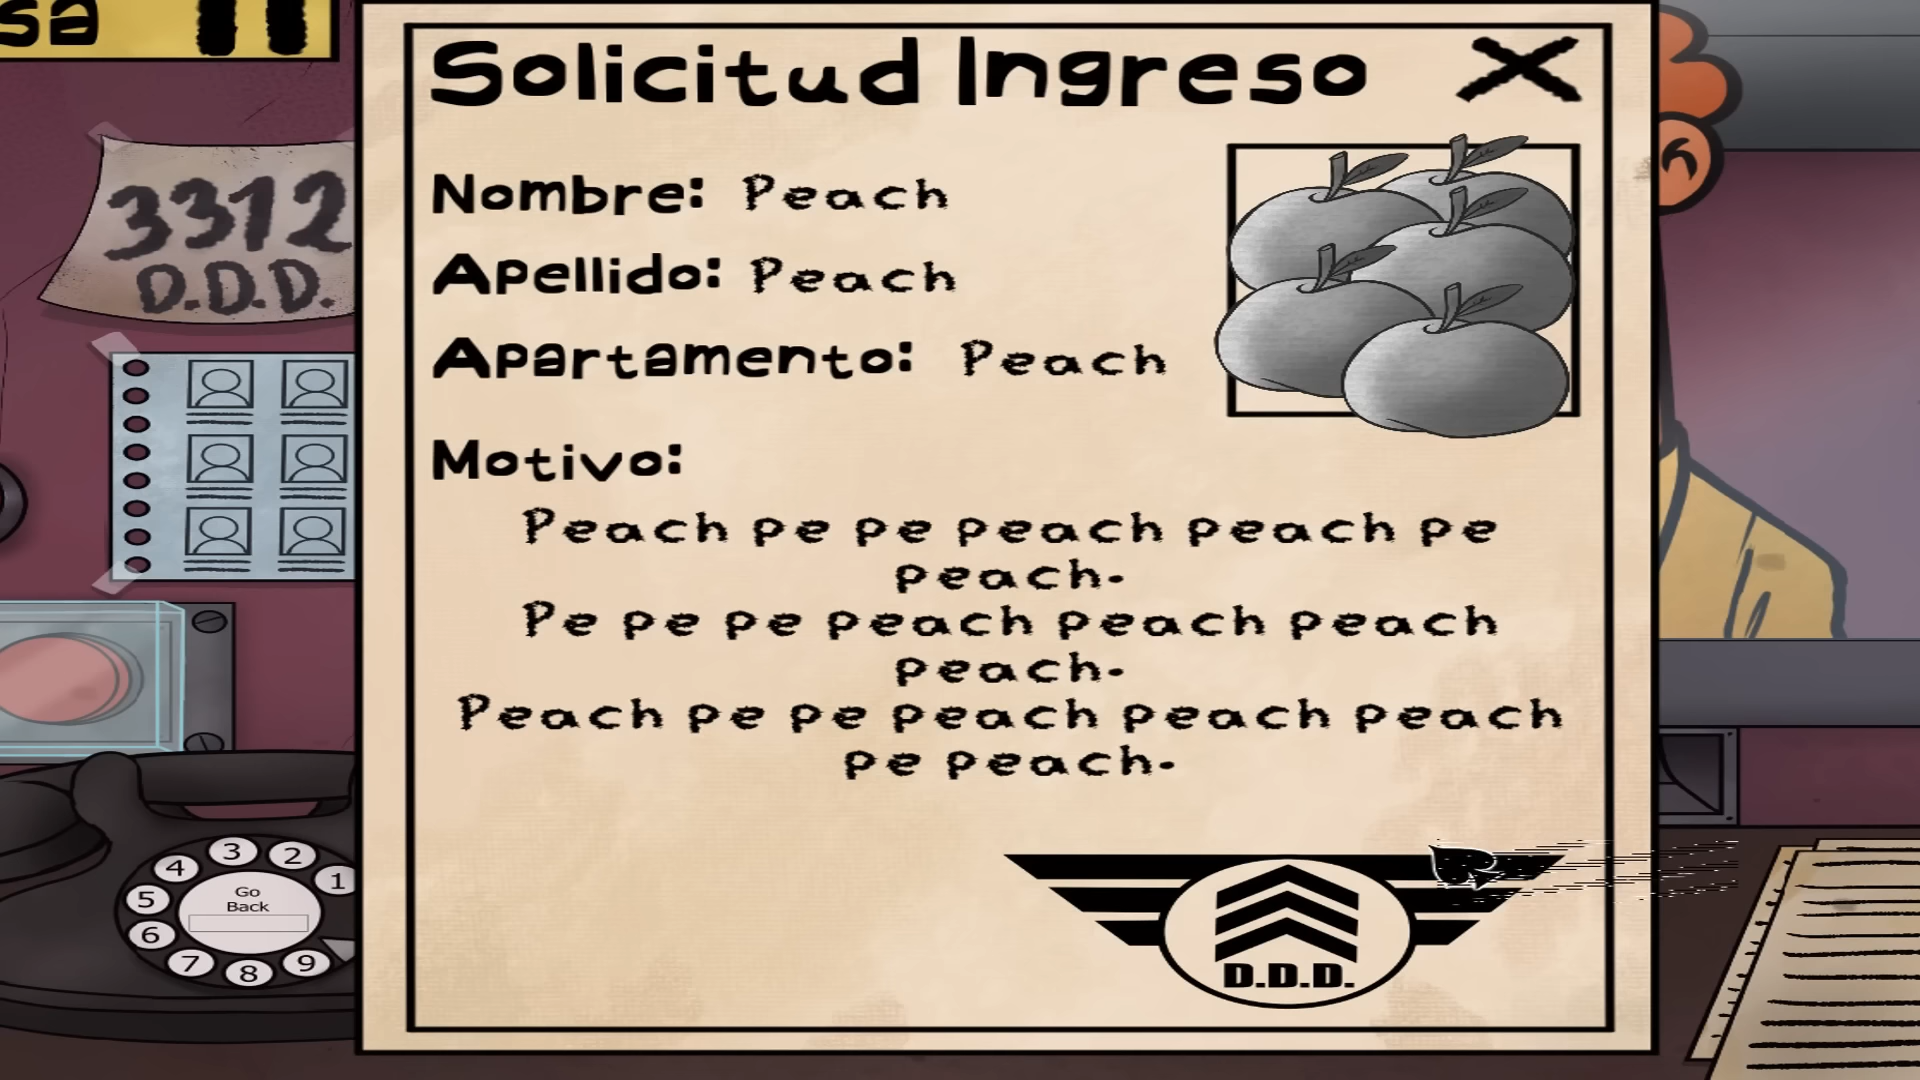 sa
Solicitud Ingreso
3312
D.D.D.
Nombre: Peach
Apellido: Peach
Apartamento: Peach
Motivo:
Peach pe pe peach peach pe
peach.
Pe pe pe peach peach peach
peach.
Peach pe pe peach peach peach
pe peach.
1
2
3
4
5
6
7
8
9
Go
Back
D.D.D.